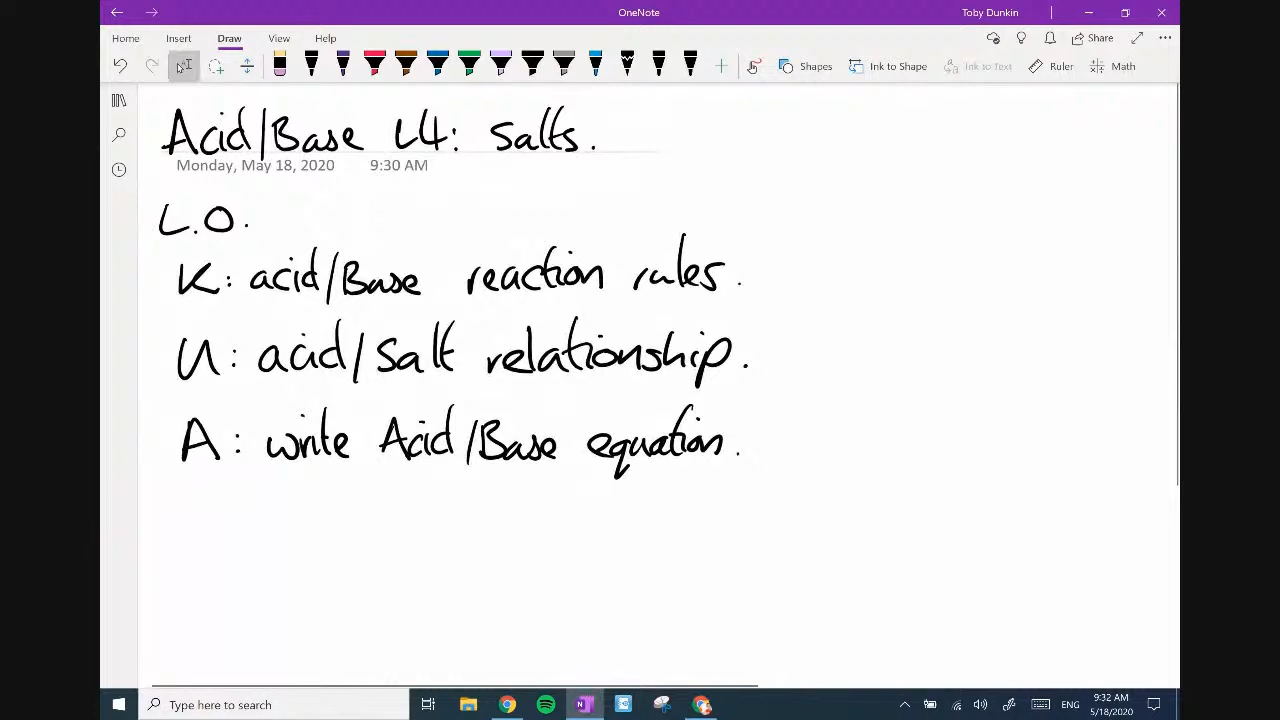 OneNote
Toby Dunkin
Home Insert Draw View Help
Share
Shapes Ink to Shape Ink to Text Ruler Math
Acid/Base L4: Salts.
Monday, May 18, 2020 9:30 AM
L.O.
K: acid/Base reaction rules.
U: acid/Salt relationship.
A: write Acid/Base equation.
Type here to search
ENG
9:32 AM
5/18/2020